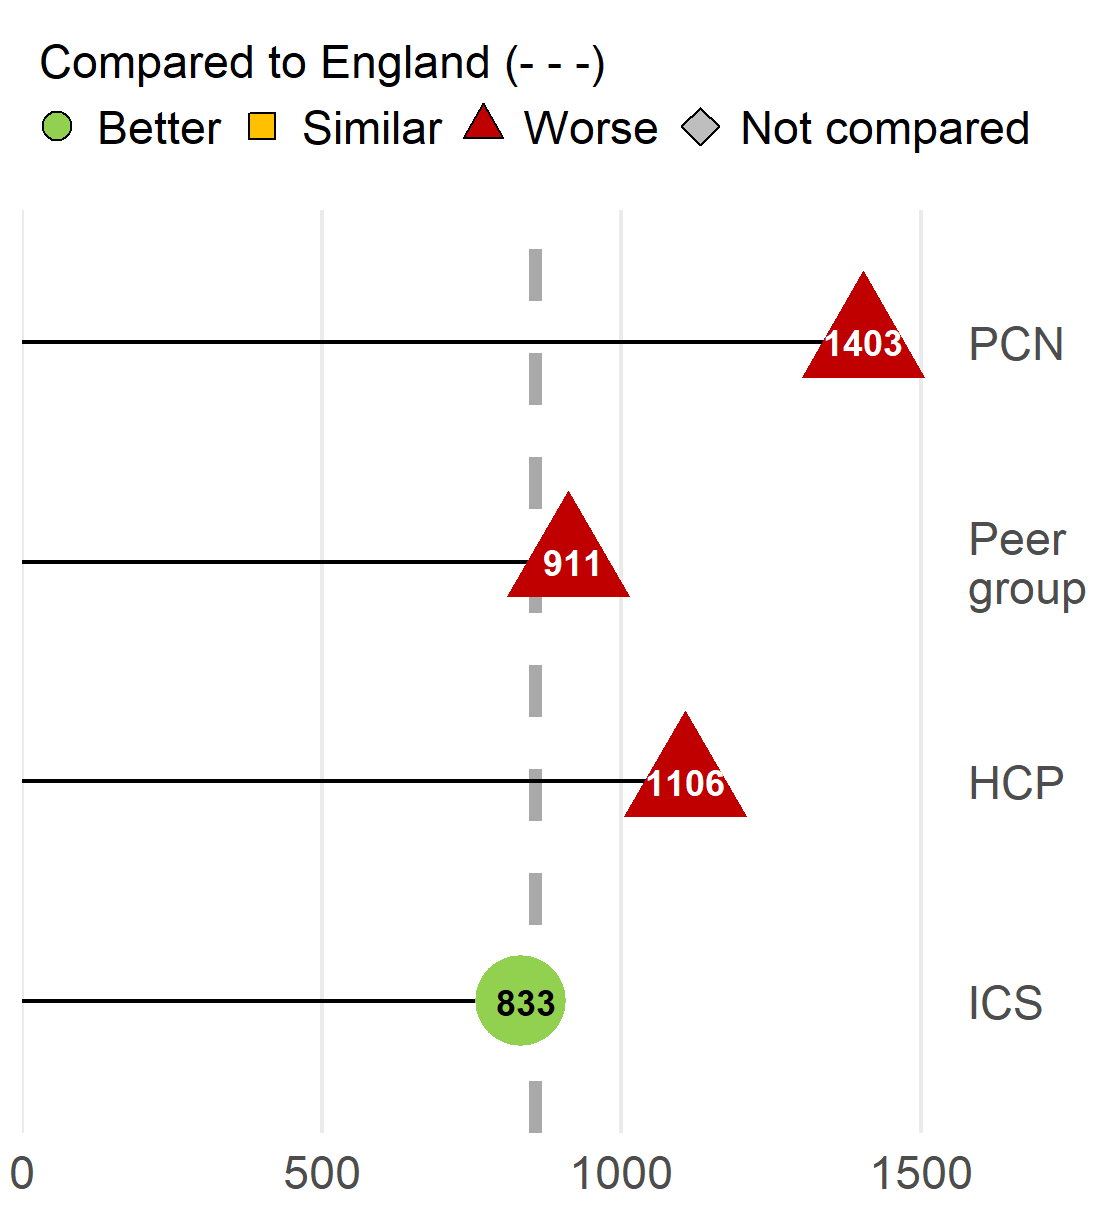 Compared to England (- - -)
Better Similar Worse Not compared
1403 PCN
Peer
911
group
1106 HCP
833 ICS
0 500 1000 1500